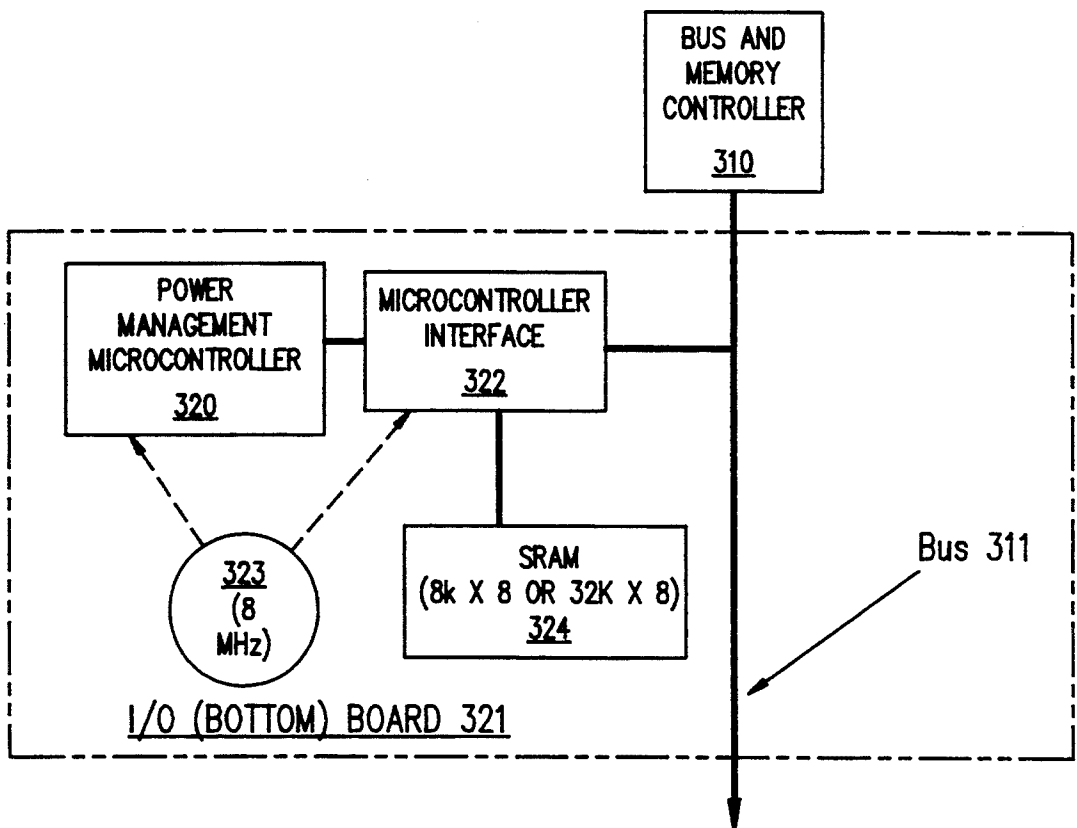 BUS AND
MEMORY
CONTROLLER
310
POWER
MANAGEMENT
MICROCONTROLLER
320
MICROCONTROLLER
INTERFACE
322
323
(8
MHz)
SRAM
(8k X 8 OR 32K X 8)
324
Bus 311
I/O (BOTTOM) BOARD 321